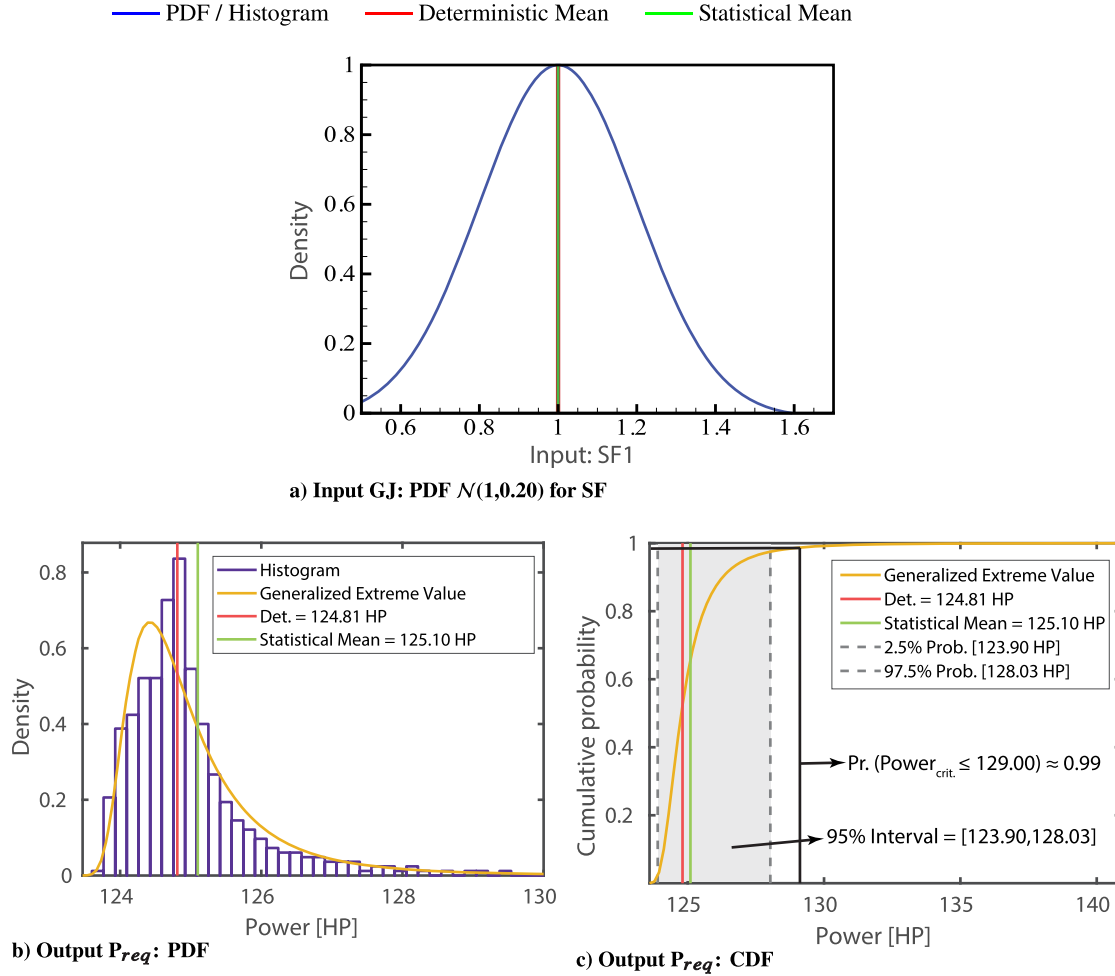 PDF / Histogram
Deterministic Mean
Statistical Mean
Density
1
0.8
0.6
0.4
0.2
0
0.6
0.8
1
1.2
1.4
1.6
Input: SF1
a) Input GJ: PDF 𝒩(1,0.20) for SF
Density
0.8
0.6
0.4
0.2
0
124
126
128
130
Power [HP]
Histogram
Generalized Extreme Value
Det. = 124.81 HP
Statistical Mean = 125.10 HP
b) Output Preq: PDF
Cumulative probability
1
0.8
0.6
0.4
0.2
125
130
135
140
Power [HP]
Generalized Extreme Value
Det. = 124.81 HP
Statistical Mean = 125.10 HP
2.5% Prob. [123.90 HP]
97.5% Prob. [128.03 HP]
Pr. (Powercrit. ≤ 129.00) ≈ 0.99
95% Interval = [123.90,128.03]
c) Output Preq: CDF